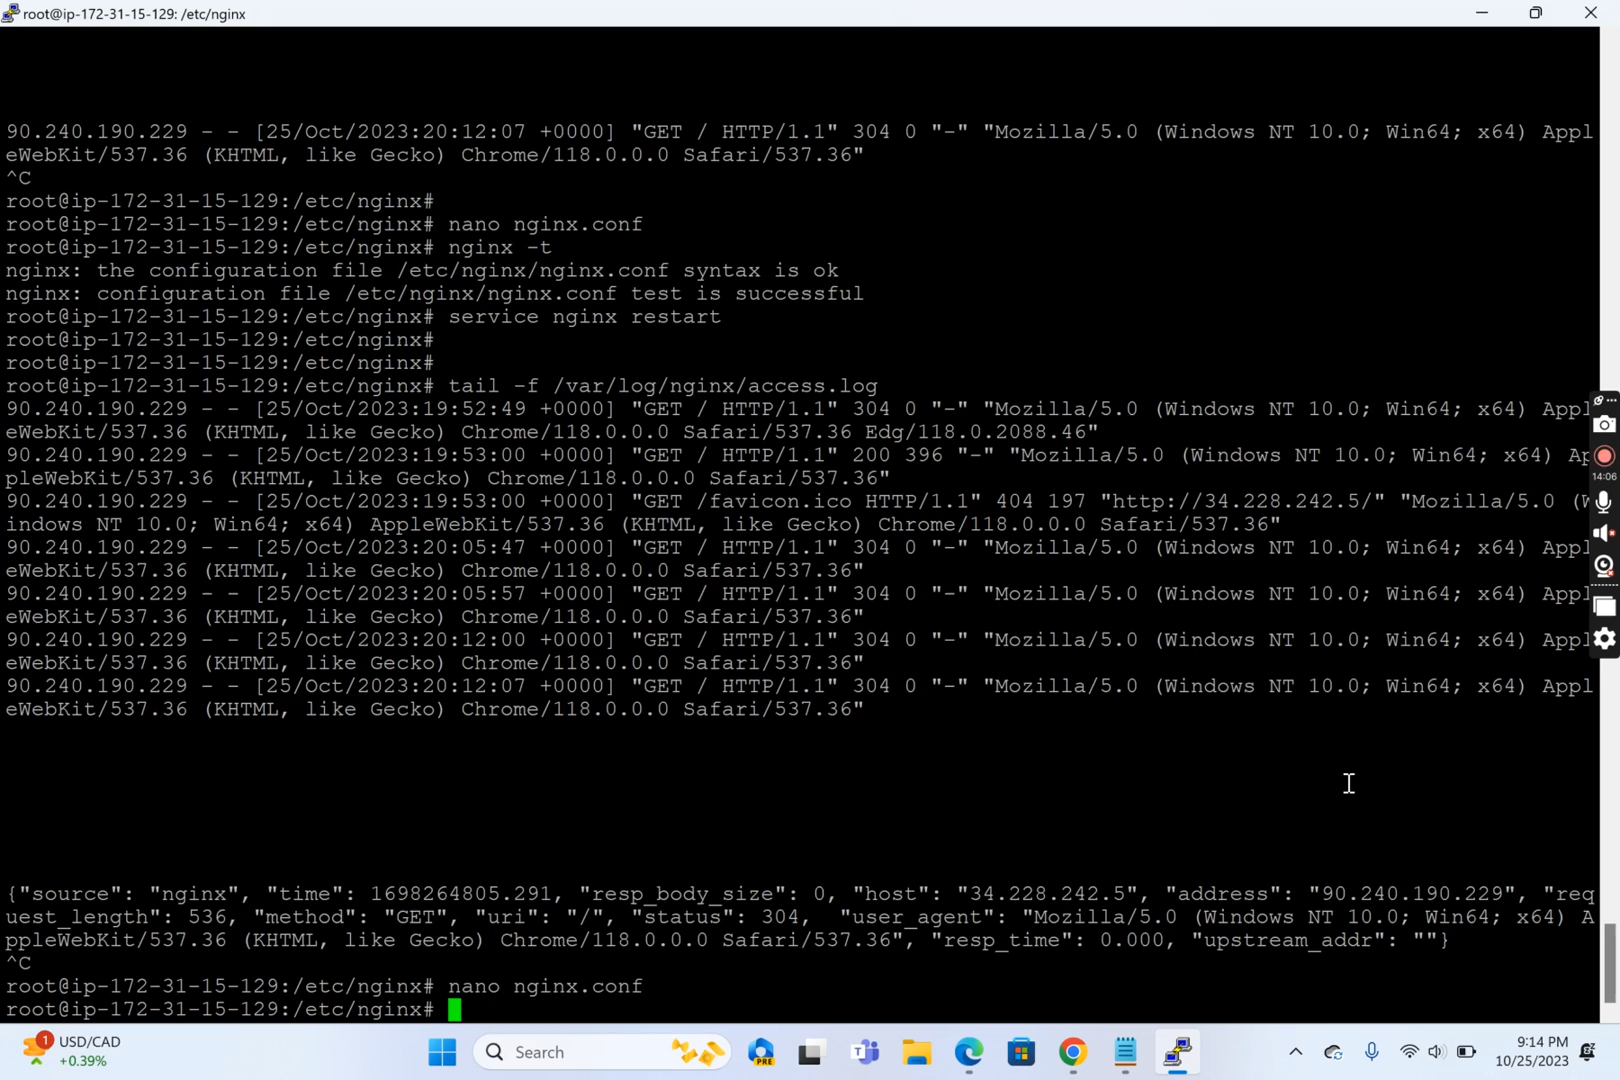 root@ip-172-31-15-129: /etc/nginx
90.240.190.229 - - [25/Oct/2023:20:12:07 +0000] "GET / HTTP/1.1" 304 0 "-" "Mozilla/5.0 (Windows NT 10.0; Win64; x64) Appl
eWebKit/537.36 (KHTML, like Gecko) Chrome/118.0.0.0 Safari/537.36"
^C
root@ip-172-31-15-129:/etc/nginx#
root@ip-172-31-15-129:/etc/nginx# nano nginx.conf
root@ip-172-31-15-129:/etc/nginx# nginx -t
nginx: the configuration file /etc/nginx/nginx.conf syntax is ok
nginx: configuration file /etc/nginx/nginx.conf test is successful
root@ip-172-31-15-129:/etc/nginx# service nginx restart
root@ip-172-31-15-129:/etc/nginx#
root@ip-172-31-15-129:/etc/nginx#
root@ip-172-31-15-129:/etc/nginx# tail -f /var/log/nginx/access.log
90.240.190.229 - - [25/Oct/2023:19:52:49 +0000] "GET / HTTP/1.1" 304 0 "-" "Mozilla/5.0 (Windows NT 10.0; Win64; x64) Appl
eWebKit/537.36 (KHTML, like Gecko) Chrome/118.0.0.0 Safari/537.36 Edg/118.0.2088.46"
90.240.190.229 - - [25/Oct/2023:19:53:00 +0000] "GET / HTTP/1.1" 200 396 "-" "Mozilla/5.0 (Windows NT 10.0; Win64; x64) Ap
pleWebKit/537.36 (KHTML, like Gecko) Chrome/118.0.0.0 Safari/537.36"
90.240.190.229 - - [25/Oct/2023:19:53:00 +0000] "GET /favicon.ico HTTP/1.1" 404 197 "http://34.228.242.5/" "Mozilla/5.0 (W
indows NT 10.0; Win64; x64) AppleWebKit/537.36 (KHTML, like Gecko) Chrome/118.0.0.0 Safari/537.36"
90.240.190.229 - - [25/Oct/2023:20:05:47 +0000] "GET / HTTP/1.1" 304 0 "-" "Mozilla/5.0 (Windows NT 10.0; Win64; x64) Appl
eWebKit/537.36 (KHTML, like Gecko) Chrome/118.0.0.0 Safari/537.36"
90.240.190.229 - - [25/Oct/2023:20:05:57 +0000] "GET / HTTP/1.1" 304 0 "-" "Mozilla/5.0 (Windows NT 10.0; Win64; x64) Appl
eWebKit/537.36 (KHTML, like Gecko) Chrome/118.0.0.0 Safari/537.36"
90.240.190.229 - - [25/Oct/2023:20:12:00 +0000] "GET / HTTP/1.1" 304 0 "-" "Mozilla/5.0 (Windows NT 10.0; Win64; x64) Appl
eWebKit/537.36 (KHTML, like Gecko) Chrome/118.0.0.0 Safari/537.36"
90.240.190.229 - - [25/Oct/2023:20:12:07 +0000] "GET / HTTP/1.1" 304 0 "-" "Mozilla/5.0 (Windows NT 10.0; Win64; x64) Appl
eWebKit/537.36 (KHTML, like Gecko) Chrome/118.0.0.0 Safari/537.36"
14:06
{"source": "nginx", "time": 1698264805.291, "resp_body_size": 0, "host": "34.228.242.5", "address": "90.240.190.229", "req
uest_length": 536, "method": "GET", "uri": "/", "status": 304,  "user_agent": "Mozilla/5.0 (Windows NT 10.0; Win64; x64) A
ppleWebKit/537.36 (KHTML, like Gecko) Chrome/118.0.0.0 Safari/537.36", "resp_time": 0.000, "upstream_addr": ""}
^C
root@ip-172-31-15-129:/etc/nginx# nano nginx.conf
root@ip-172-31-15-129:/etc/nginx#
1
USD/CAD
+0.39%
Search
PRE
9:14 PM
10/25/2023